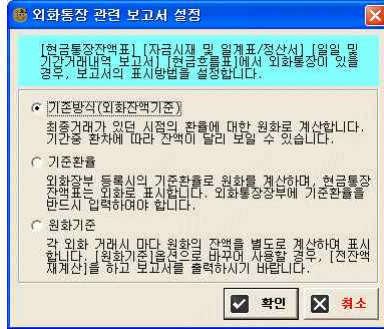 외화통장 관련 보고서 설정
[현금통장잔액표] [자금시재 및 일계표/정산서] [일일 및
기간거래내역 보고서] [현금흐름표]에서 외화통장이 있을
경우, 보고서의 표시방법을 설정합니다.
기존방식(외화잔액기준)
최종거래가 있던 시점의 환율에 대한 원화로 계산합니다.
기간중 환차에 따라 잔액이 달리 보일 수 있습니다.
기준환율
외화장부 등록시의 기준환율로 원화를 계산하며, 현금통장
잔액표는 외화로 표시합니다. 외화통장장부에 기준환율을
반드시 입력하여야 합니다.
원화기준
각 외화 거래시 마다 원화의 잔액을 별도로 계산하며 표시
합니다. [원화기준]옵션으로 바꾸어 사용할 경우, [전잔액
재계산]을 하고 보고서를 출력하시기 바랍니다.
확인
취소